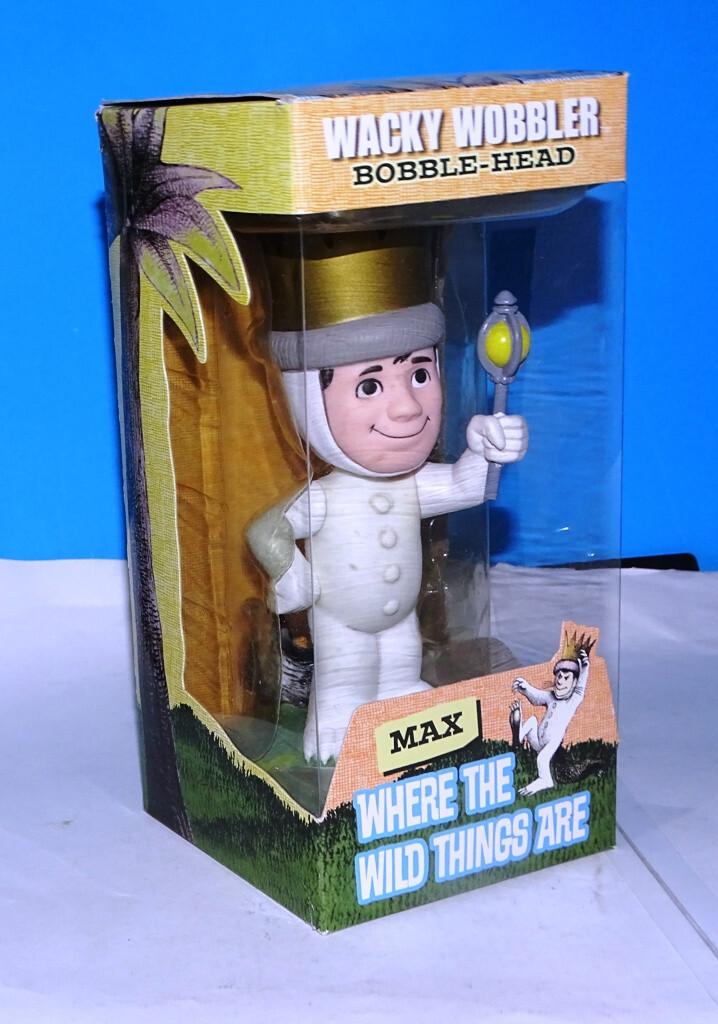 WACKY WOBBLER
BOBBLE-HEAD
MAX
WHERE THE
WILD THINGS ARE